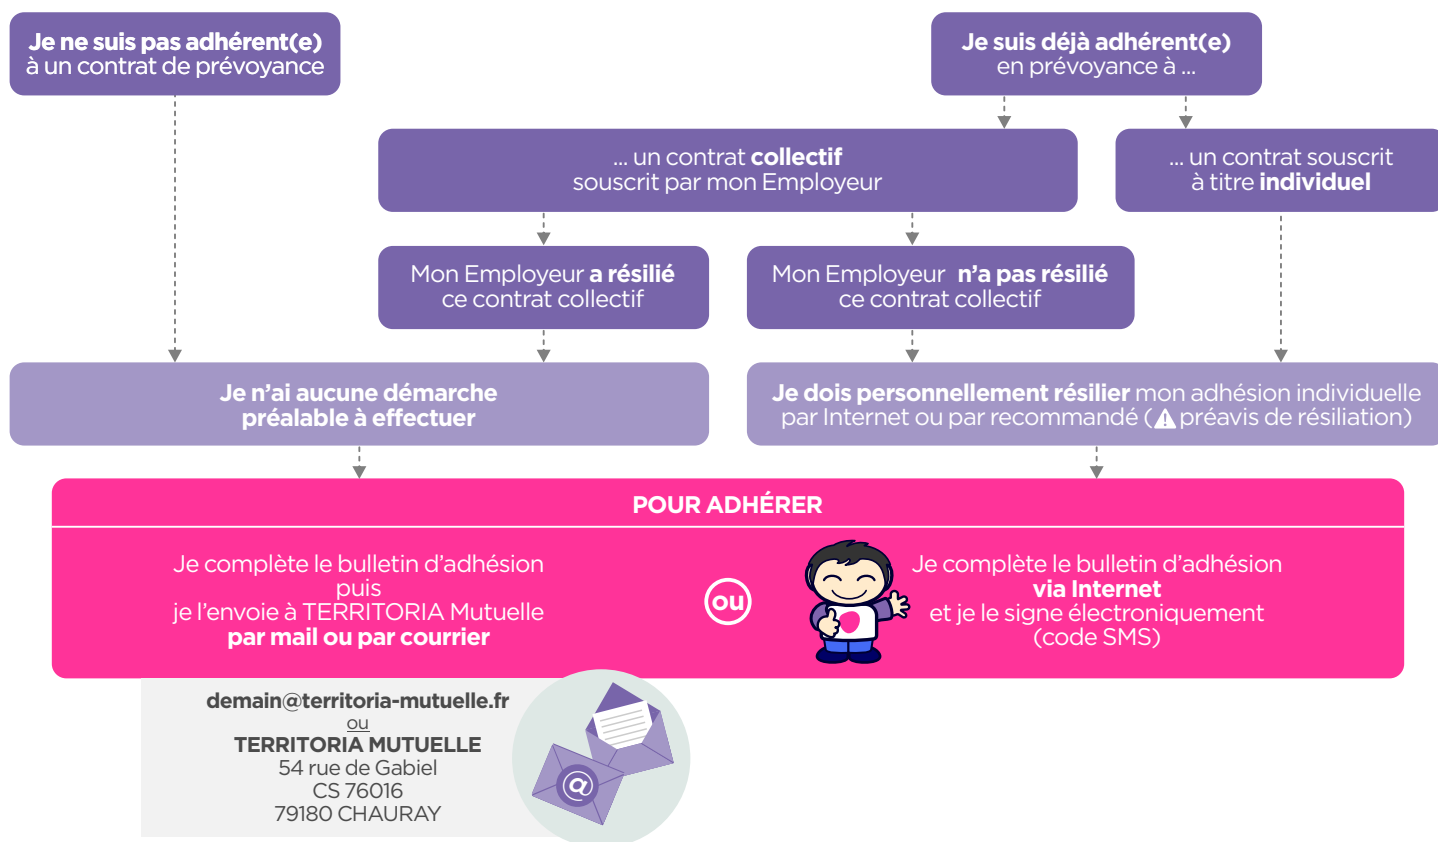 Je ne suis pas adhérent(e)
à un contrat de prévoyance
Je suis déjà adhérent(e)
en prévoyance à ...
... un contrat collectif
souscrit par mon Employeur
... un contrat souscrit
à titre individuel
Mon Employeur a résilié
ce contrat collectif
Mon Employeur n'a pas résilié
ce contrat collectif
Je n'ai aucune démarche
préalable à effectuer
Je dois personnellement résilier mon adhésion individuelle
par Internet ou par recommandé (⚠ préavis de résiliation)
POUR ADHÉRER
Je complète le bulletin d'adhésion
puis
je l'envoie à TERRITORIA Mutuelle
par mail ou par courrier
ou
Je complète le bulletin d'adhésion
via Internet
et je le signe électroniquement
(code SMS)
demain@territoria-mutuelle.fr
ou
TERRITORIA MUTUELLE
54 rue de Gabiel
CS 76016
79180 CHAURAY
@